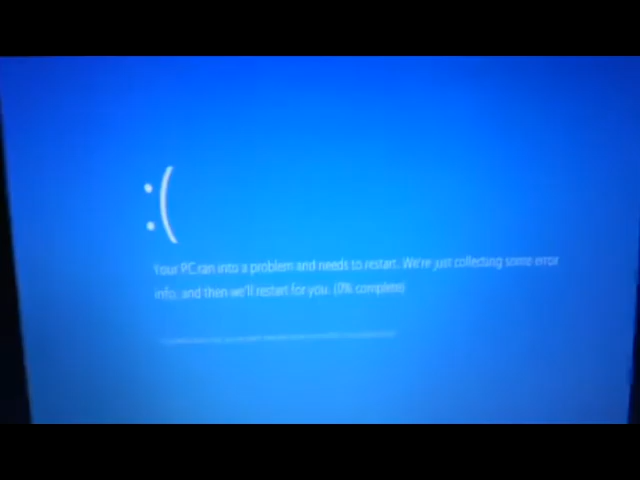 :(
Your PC ran into a problem and needs to restart. We're just collecting some error
info, and then we'll restart for you. (0% complete)